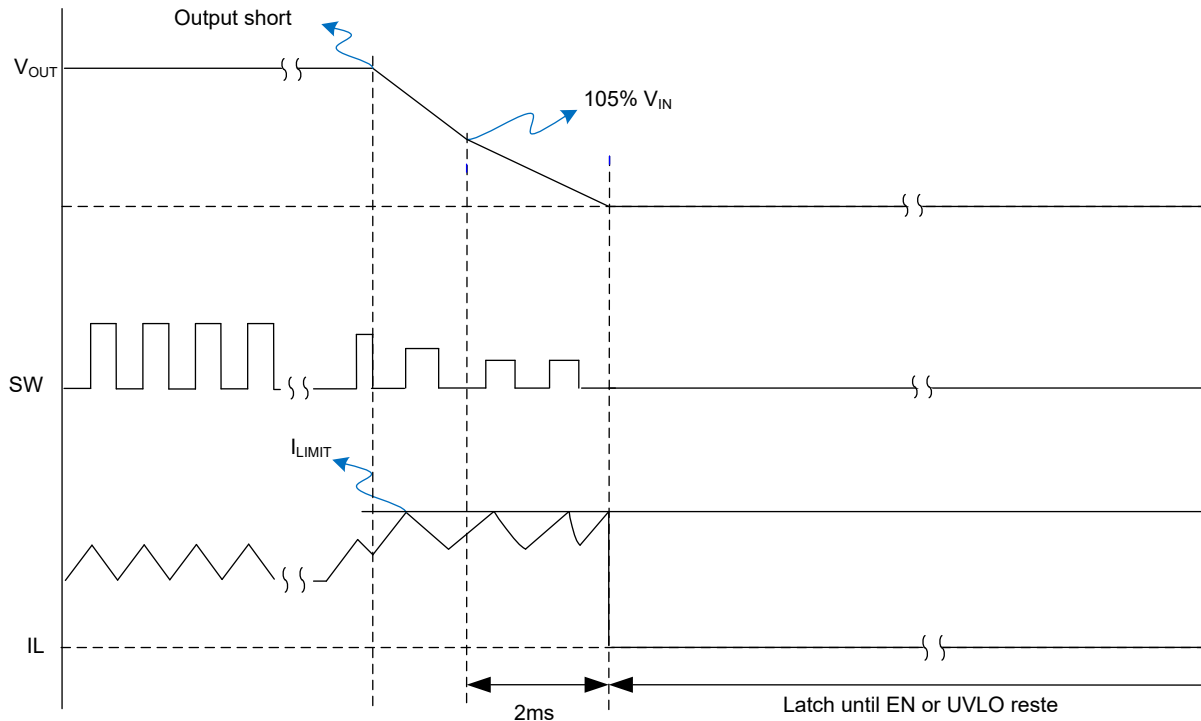 Output short
VOUT
105% VIN
SW
ILIMIT
IL
2ms
Latch until EN or UVLO reste